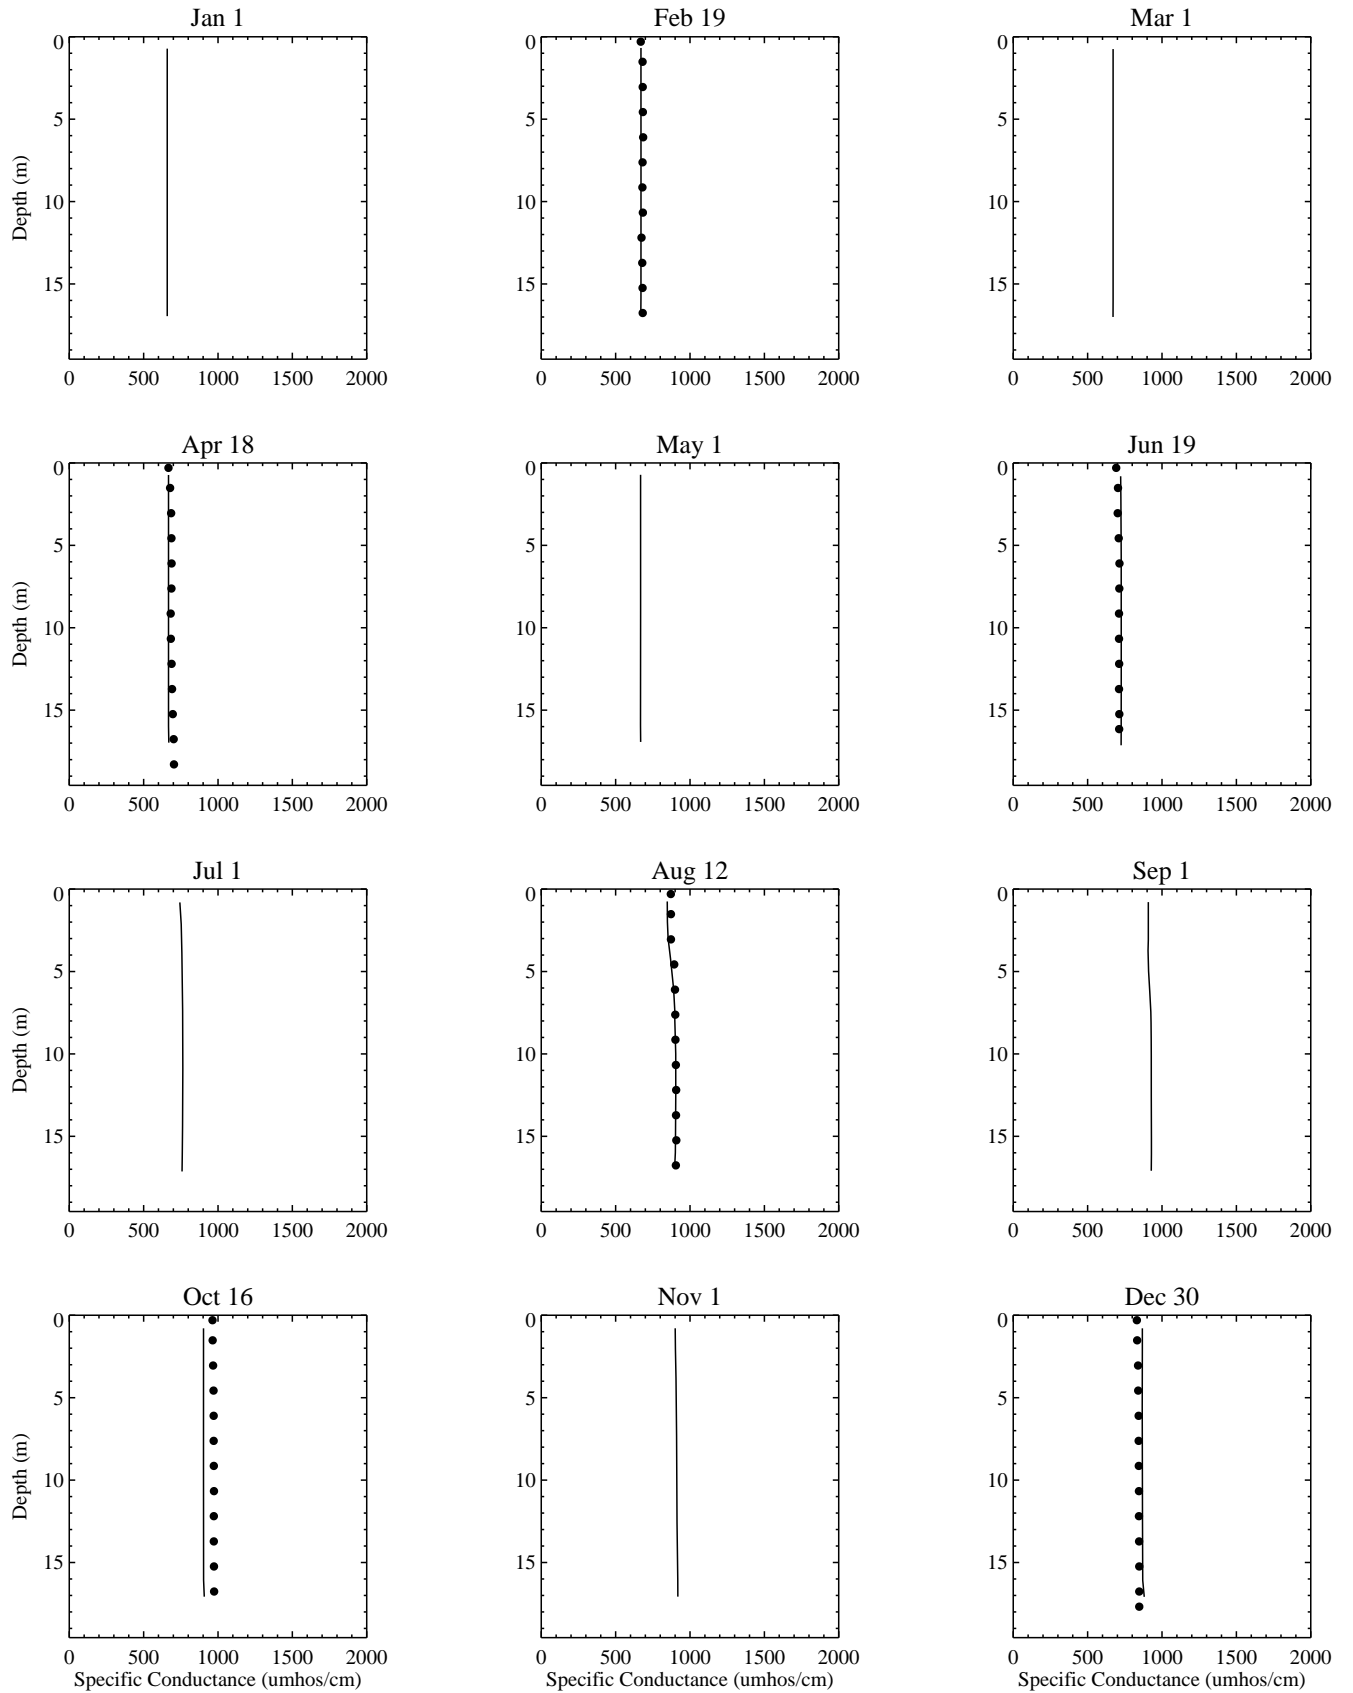 Jan 1 Feb 19 Mar 1
0 0 0
5 5 5
10 10 10
15 15 15
Depth (m)
0 500 1000 1500 2000 0 500 1000 1500 2000 0 500 1000 1500 2000
Apr 18 May 1 Jun 19
0 0 0
5 5 5
10 10 10
15 15 15
Depth (m)
0 500 1000 1500 2000 0 500 1000 1500 2000 0 500 1000 1500 2000
Jul 1 Aug 12 Sep 1
0 0 0
5 5 5
10 10 10
15 15 15
Depth (m)
0 500 1000 1500 2000 0 500 1000 1500 2000 0 500 1000 1500 2000
Oct 16 Nov 1 Dec 30
0 0 0
5 5 5
10 10 10
15 15 15
Depth (m)
0 500 1000 1500 2000 0 500 1000 1500 2000 0 500 1000 1500 2000
Specific Conductance (umhos/cm) Specific Conductance (umhos/cm) Specific Conductance (umhos/cm)